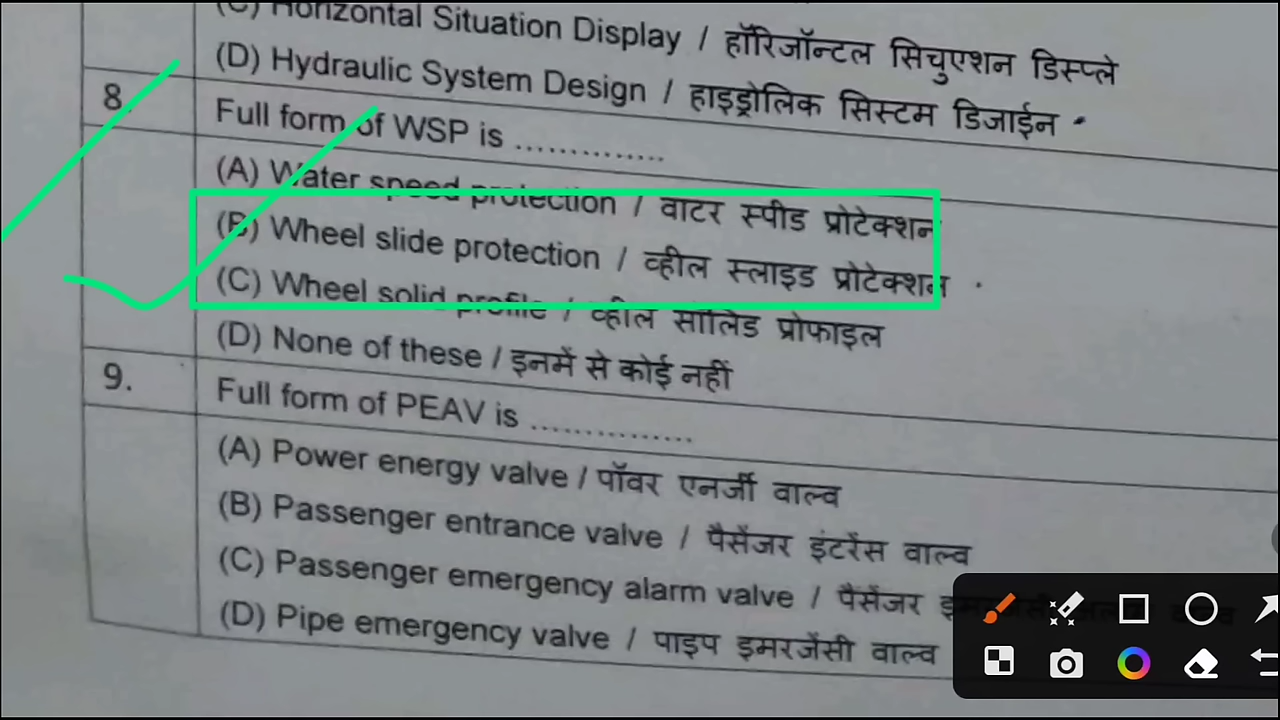 (C) Horizontal Situation Display / हॉरिजॉन्टल सिचुएशन डिस्प्ले
(D) Hydraulic System Design / हाइड्रोलिक सिस्टम डिजाईन
8. Full form of WSP is ..............
(A) Water speed protection / वाटर स्पीड प्रोटेक्शन
(B) Wheel slide protection / व्हील स्लाइड प्रोटेक्शन
(C) Wheel solid profile / व्हील सॉलिड प्रोफाइल
(D) None of these / इनमें से कोई नहीं
9. Full form of PEAV is ...............
(A) Power energy valve / पॉवर एनर्जी वाल्व
(B) Passenger entrance valve / पैसेंजर इंटरेंस वाल्व
(C) Passenger emergency alarm valve / पैसेंजर
(D) Pipe emergency valve / पाइप इमरजेंसी वाल्व